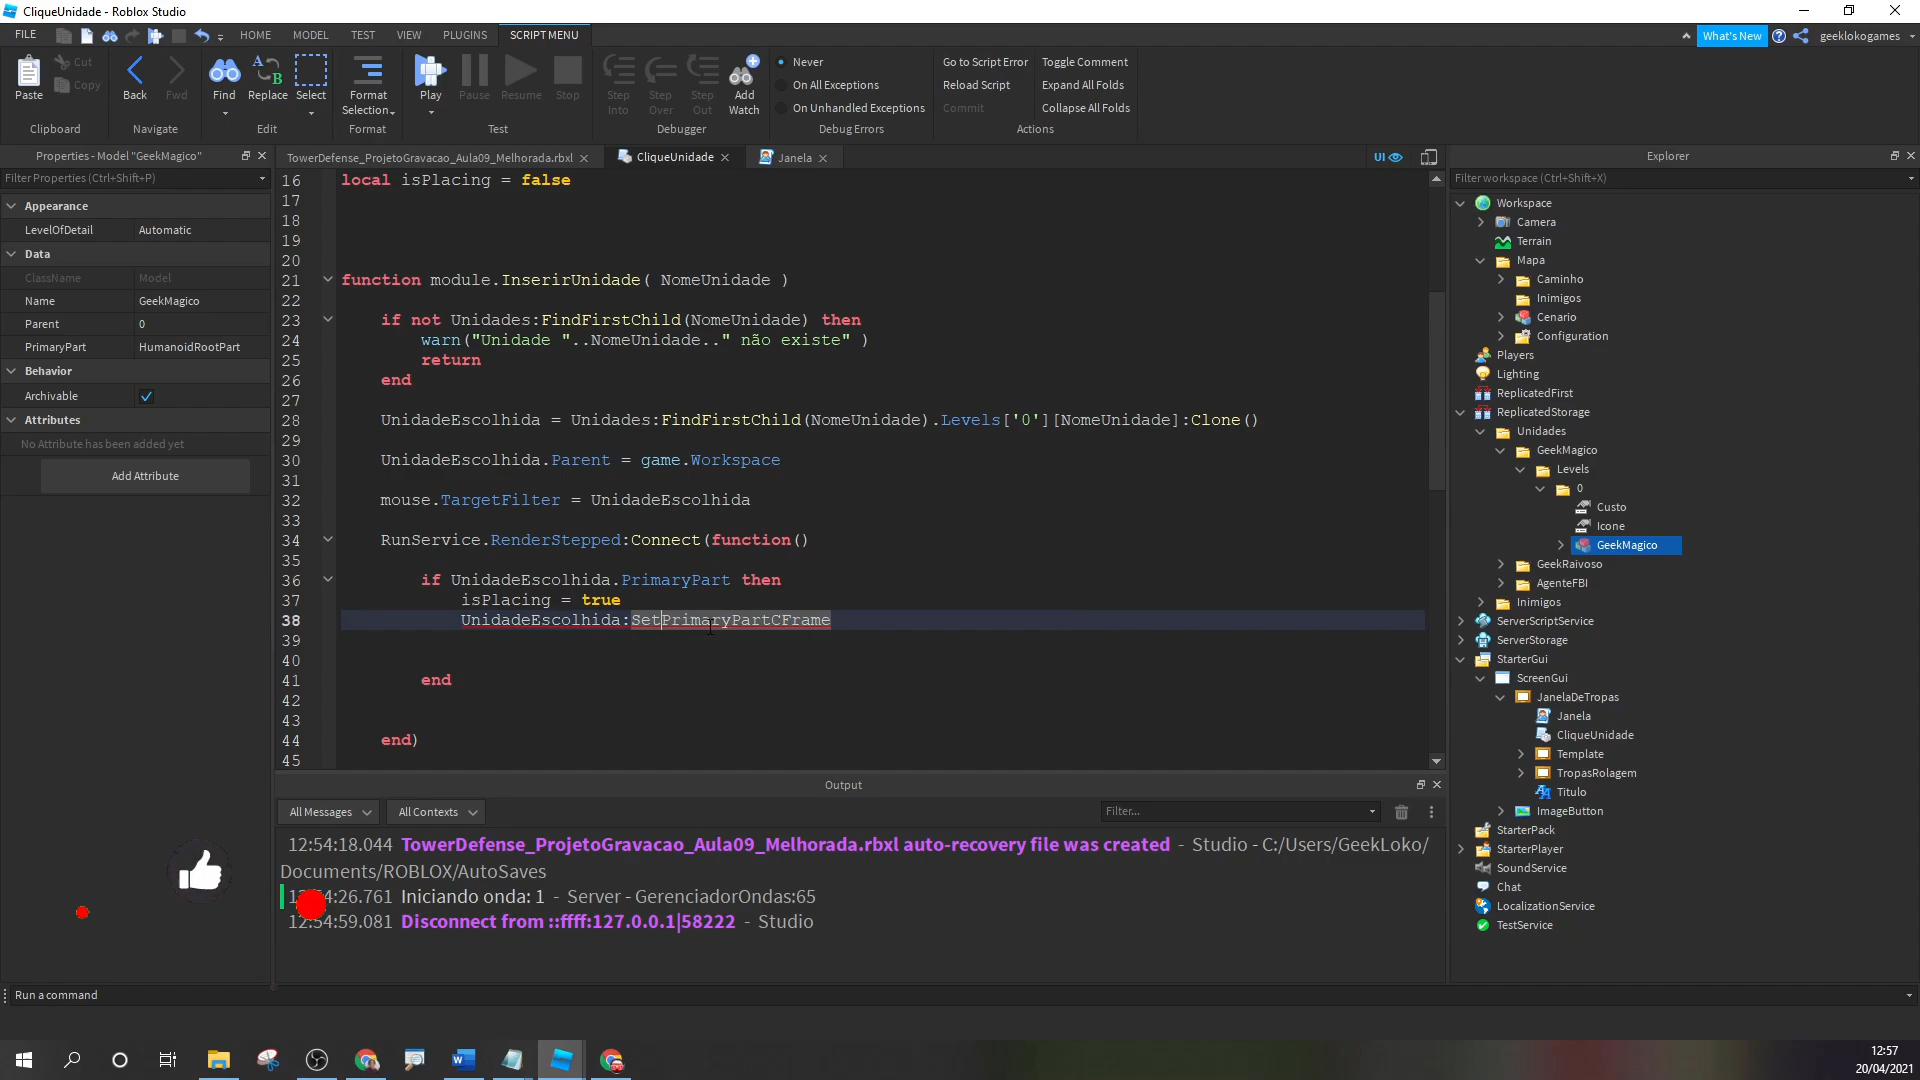 CliqueUnidade - Roblox Studio
FILE HOME MODEL TEST VIEW PLUGINS SCRIPT MENU What's New geeklokogames
Paste Cut Copy Back Fwd Find Replace Select Format Selection Play Pause Resume Stop Step Into Step Over Step Out Add Watch
Never Go to Script Error Toggle Comment
On All Exceptions Reload Script Expand All Folds
On Unhandled Exceptions Commit Collapse All Folds
Clipboard Navigate Edit Format Test Debugger Debug Errors Actions
Properties - Model "GeekMagico"
Filter Properties (Ctrl+Shift+P)
Appearance
LevelOfDetail Automatic
Data
ClassName Model
Name GeekMagico
Parent 0
PrimaryPart HumanoidRootPart
Behavior
Archivable
Attributes
No Attribute has been added yet
Add Attribute
TowerDefense_ProjetoGravacao_Aula09_Melhorada.rbxl CliqueUnidade Janela UI
16 local isPlacing = false
17
18
19
20
21 function module.InserirUnidade( NomeUnidade )
22
23 if not Unidades:FindFirstChild(NomeUnidade) then
24 warn("Unidade "..NomeUnidade.." não existe" )
25 return
26 end
27
28 UnidadeEscolhida = Unidades:FindFirstChild(NomeUnidade).Levels['0'][NomeUnidade]:Clone()
29
30 UnidadeEscolhida.Parent = game.Workspace
31
32 mouse.TargetFilter = UnidadeEscolhida
33
34 RunService.RenderStepped:Connect(function()
35
36 if UnidadeEscolhida.PrimaryPart then
37 isPlacing = true
38 UnidadeEscolhida:SetPrimaryPartCFrame
39
40
41 end
42
43
44 end)
45
Output
All Messages All Contexts Filter...
12:54:18.044 TowerDefense_ProjetoGravacao_Aula09_Melhorada.rbxl auto-recovery file was created - Studio - C:/Users/GeekLoko/
Documents/ROBLOX/AutoSaves
:26.761 Iniciando onda: 1 - Server - GerenciadorOndas:65
12:54:59.081 Disconnect from ::ffff:127.0.0.1|58222 - Studio
Explorer
Filter workspace (Ctrl+Shift+X)
Workspace
Camera
Terrain
Mapa
Caminho
Inimigos
Cenario
Configuration
Players
Lighting
ReplicatedFirst
ReplicatedStorage
Unidades
GeekMagico
Levels
0
Custo
Icone
GeekMagico
GeekRaivoso
AgenteFBI
Inimigos
ServerScriptService
ServerStorage
StarterGui
ScreenGui
JanelaDeTropas
Janela
CliqueUnidade
Template
TropasRolagem
Titulo
ImageButton
StarterPack
StarterPlayer
SoundService
Chat
LocalizationService
TestService
Run a command
12:57
20/04/2021